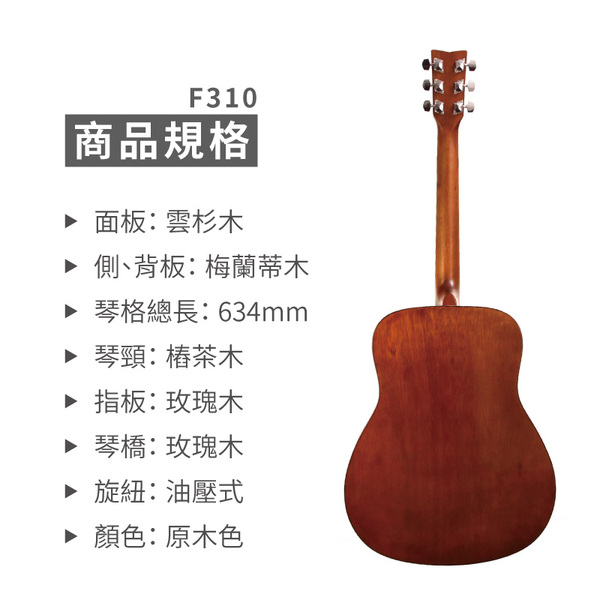 F310
商品規格
▶ 面板：雲杉木
▶ 側、背板：梅蘭蒂木
▶ 琴格總長：634mm
▶ 琴頸：樁茶木
▶ 指板：玫瑰木
▶ 琴橋：玫瑰木
▶ 旋紐：油壓式
▶ 顏色：原木色